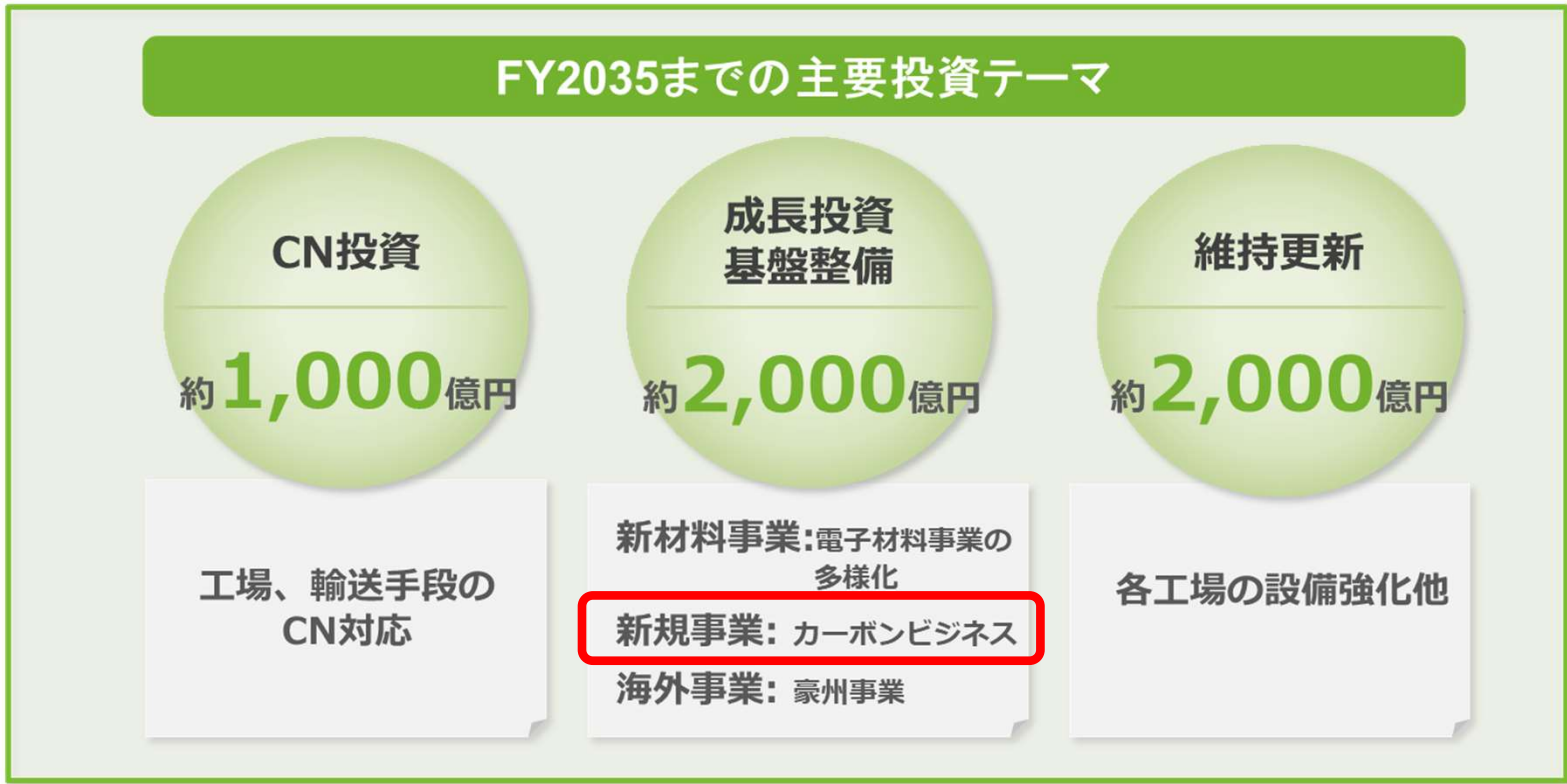 FY2035までの主要投資テーマ
CN投資
約1,000億円
工場、輸送手段の
CN対応
成長投資
基盤整備
約2,000億円
新材料事業:電子材料事業の
多様化
新規事業: カーボンビジネス
海外事業: 豪州事業
維持更新
約2,000億円
各工場の設備強化他